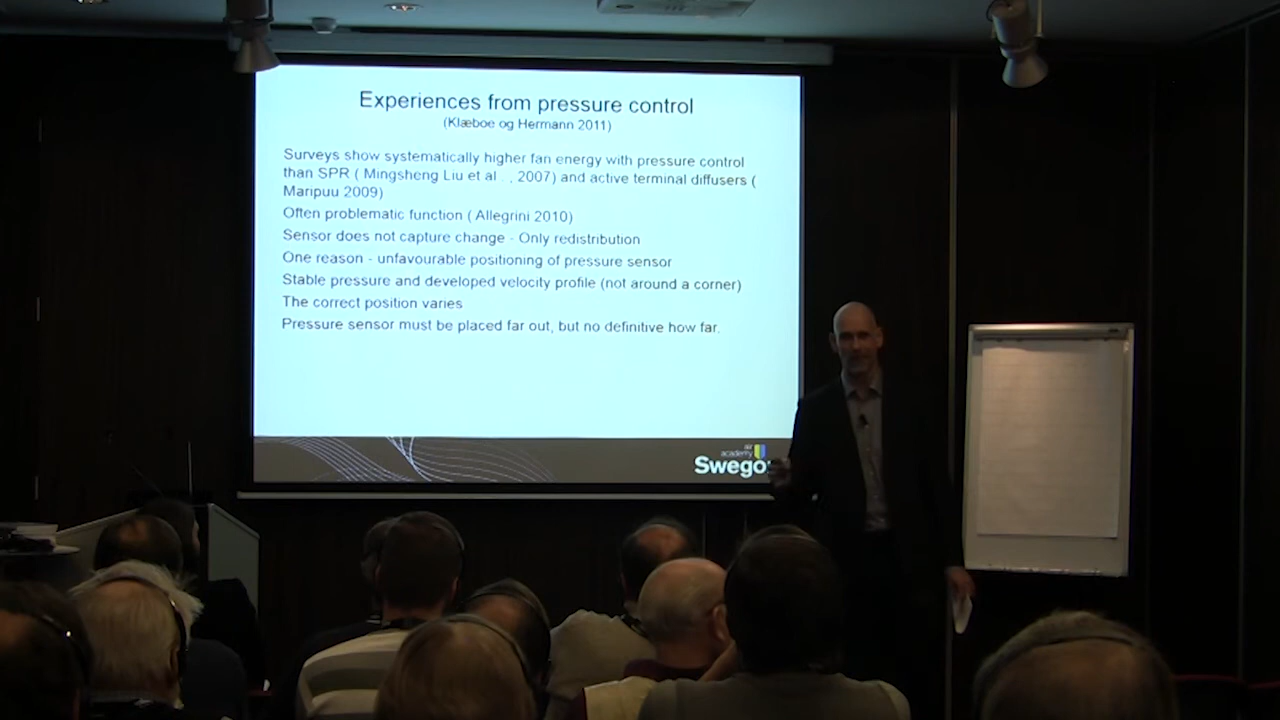 Experiences from pressure control
(Klæboe og Hermann 2011)
Surveys show systematically higher fan energy with pressure control
than SPR ( Mingsheng Liu et al . , 2007) and active terminal diffusers (
Maripuu 2009)
Often problematic function ( Allegrini 2010)
Sensor does not capture change - Only redistribution
One reason - unfavourable positioning of pressure sensor
Stable pressure and developed velocity profile (not around a corner)
The correct position varies
Pressure sensor must be placed far out, but no definitive how far.
air
academy
Swego